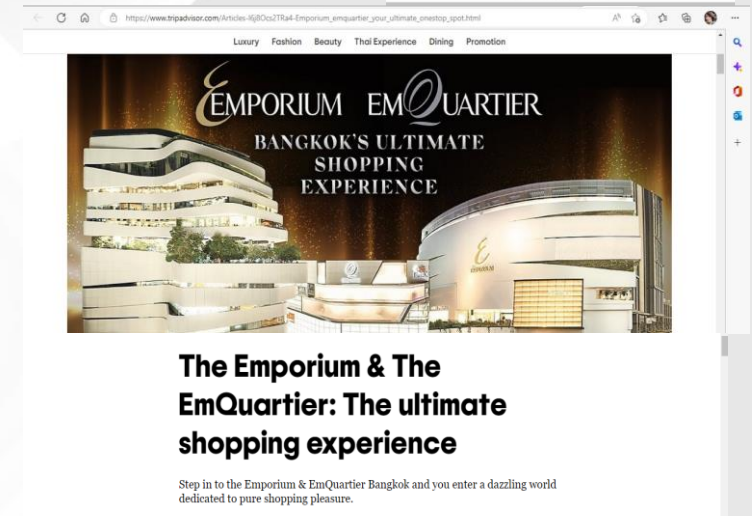 https://www.tripadvisor.com/Articles-l6j8Ocs2TRa4-Emporium_emquartier_your_ultimate_onestop_spot.html
Luxury Fashion Beauty Thai Experience Dining Promotion
EMPORIUM EMQUARTIER
BANGKOK'S ULTIMATE
SHOPPING
EXPERIENCE
EMPORIUM
The Emporium & The
EmQuartier: The ultimate
shopping experience
Step in to the Emporium & EmQuartier Bangkok and you enter a dazzling world
dedicated to pure shopping pleasure.